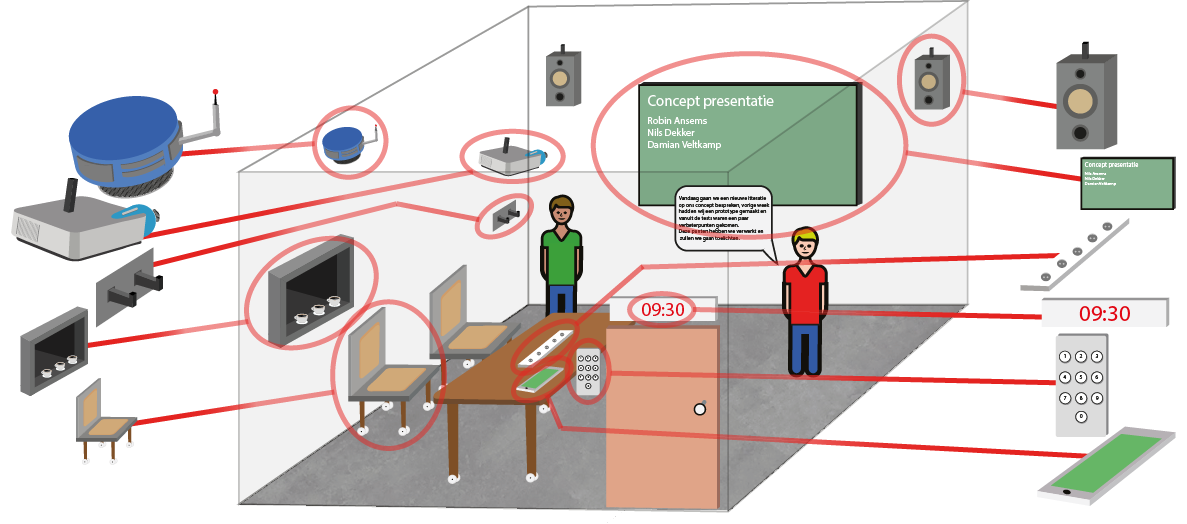 Concept presentatie
Robin Ansems
Nils Dekker
Damian Veltkamp
Vandaag gaan we een nieuwe itteratie
op ons concept bespreken, vorige week
hadden wij een prototype gemaakt en
vanuit de tests waren een paar
verbeterpunten gekomen.
Deze punten hebben we verwerkt en
zullen we gaan toelichten.
09:30
Concept presentatie
Ansems
Nils Dekker
Damian Veltkamp
09:30
1 2 3
4 5 6
7 8 9
0